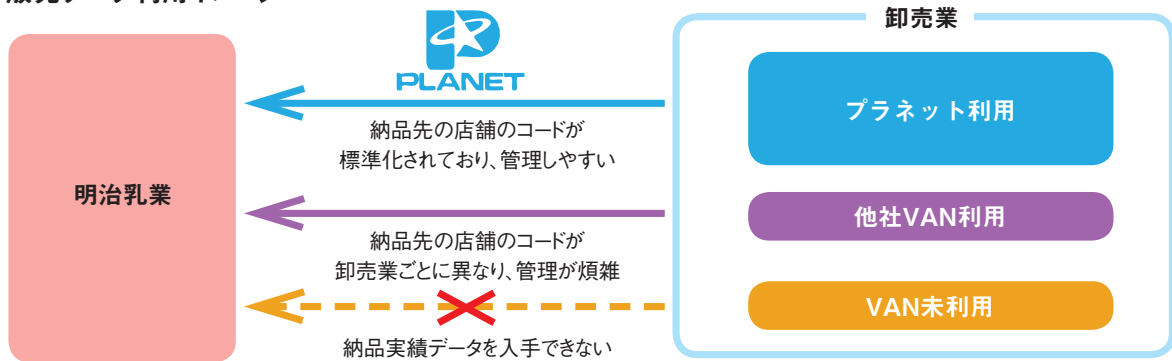 卸売業
PLANET
プラネット利用
納品先の店舗のコードが
標準化されており、管理しやすい
明治乳業
他社VAN利用
納品先の店舗のコードが
卸売業ごとに異なり、管理が煩雑
VAN未利用
納品実績データを入手できない